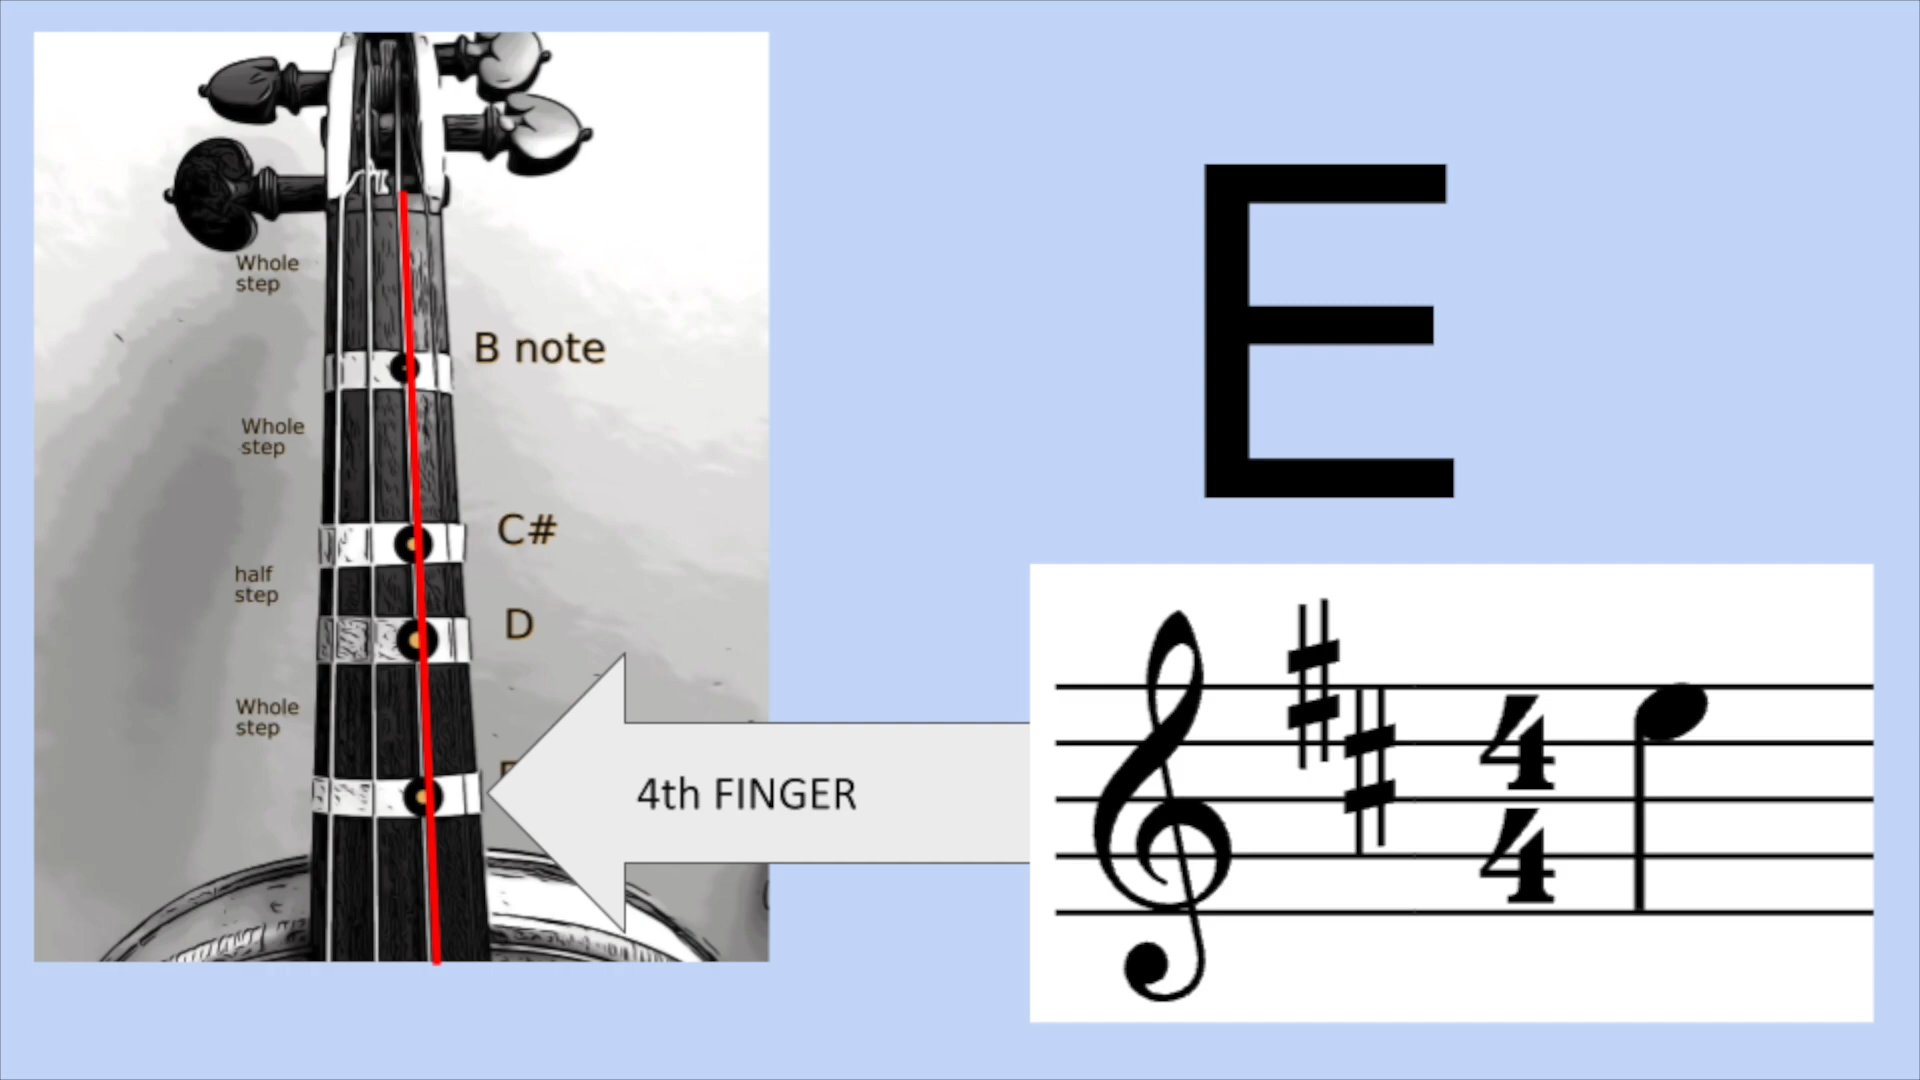 Whole
step
B note
Whole
step
C#
half
step
D
Whole
step
4th FINGER
E
4
4